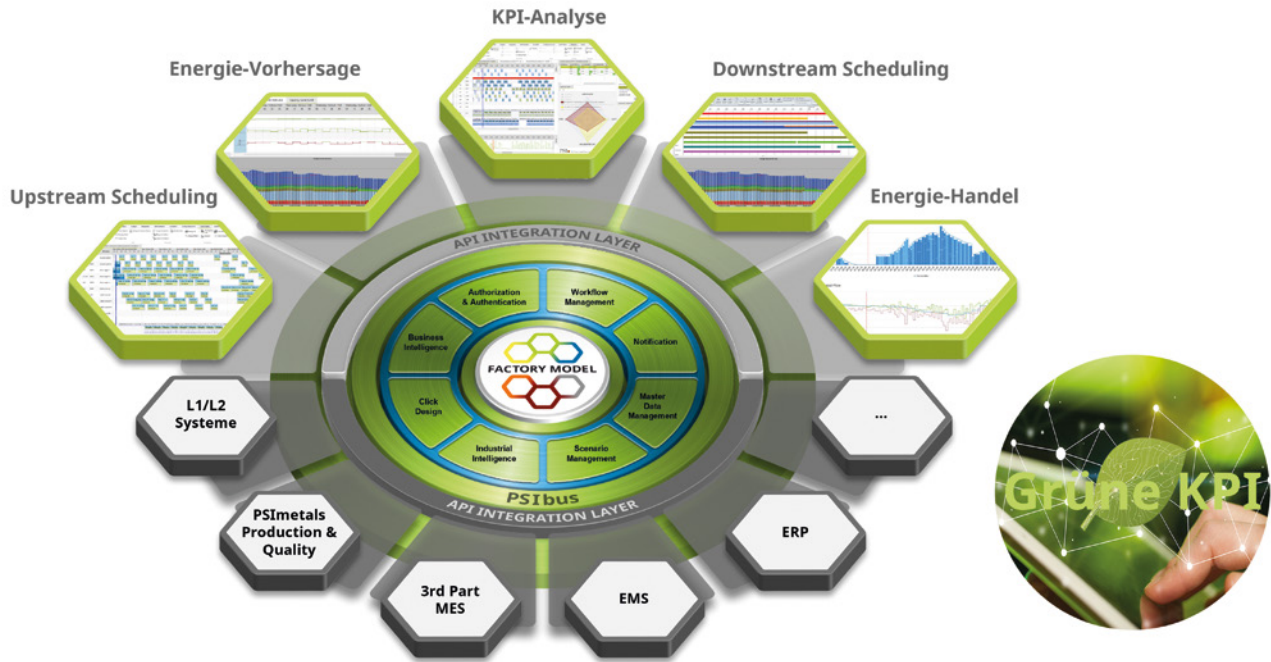 KPI-Analyse
Energie-Vorhersage
Downstream Scheduling
Upstream Scheduling
Energie-Handel
API INTEGRATION LAYER
Authorization
& Authentication
Workflow
Management
Business
Intelligence
Notification
FACTORY MODEL
Click
Design
Master
Data
Management
Industrial
Intelligence
Scenario
Management
PSIbus
API INTEGRATION LAYER
L1/L2
Systeme
...
PSImetals
Production &
Quality
ERP
3rd Part
MES
EMS
Grüne KPI